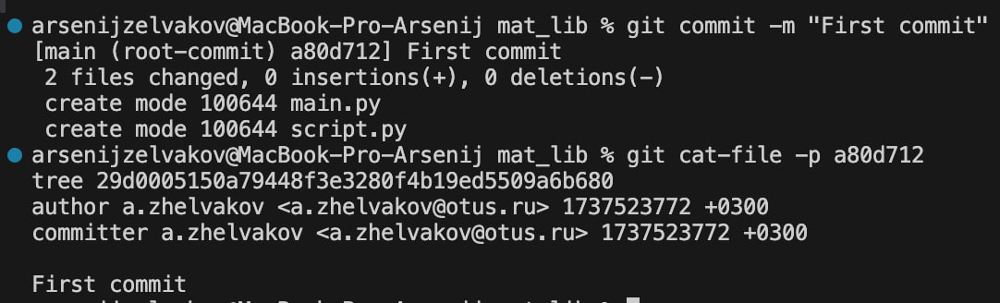 arsenijzelvakov@MacBook-Pro-Arsenij mat_lib % git commit -m "First commit"
[main (root-commit) a80d712] First commit
 2 files changed, 0 insertions(+), 0 deletions(-)
 create mode 100644 main.py
 create mode 100644 script.py
arsenijzelvakov@MacBook-Pro-Arsenij mat_lib % git cat-file -p a80d712
tree 29d0005150a79448f3e3280f4b19ed5509a6b680
author a.zhelvakov <a.zhelvakov@otus.ru> 1737523772 +0300
committer a.zhelvakov <a.zhelvakov@otus.ru> 1737523772 +0300

First commit